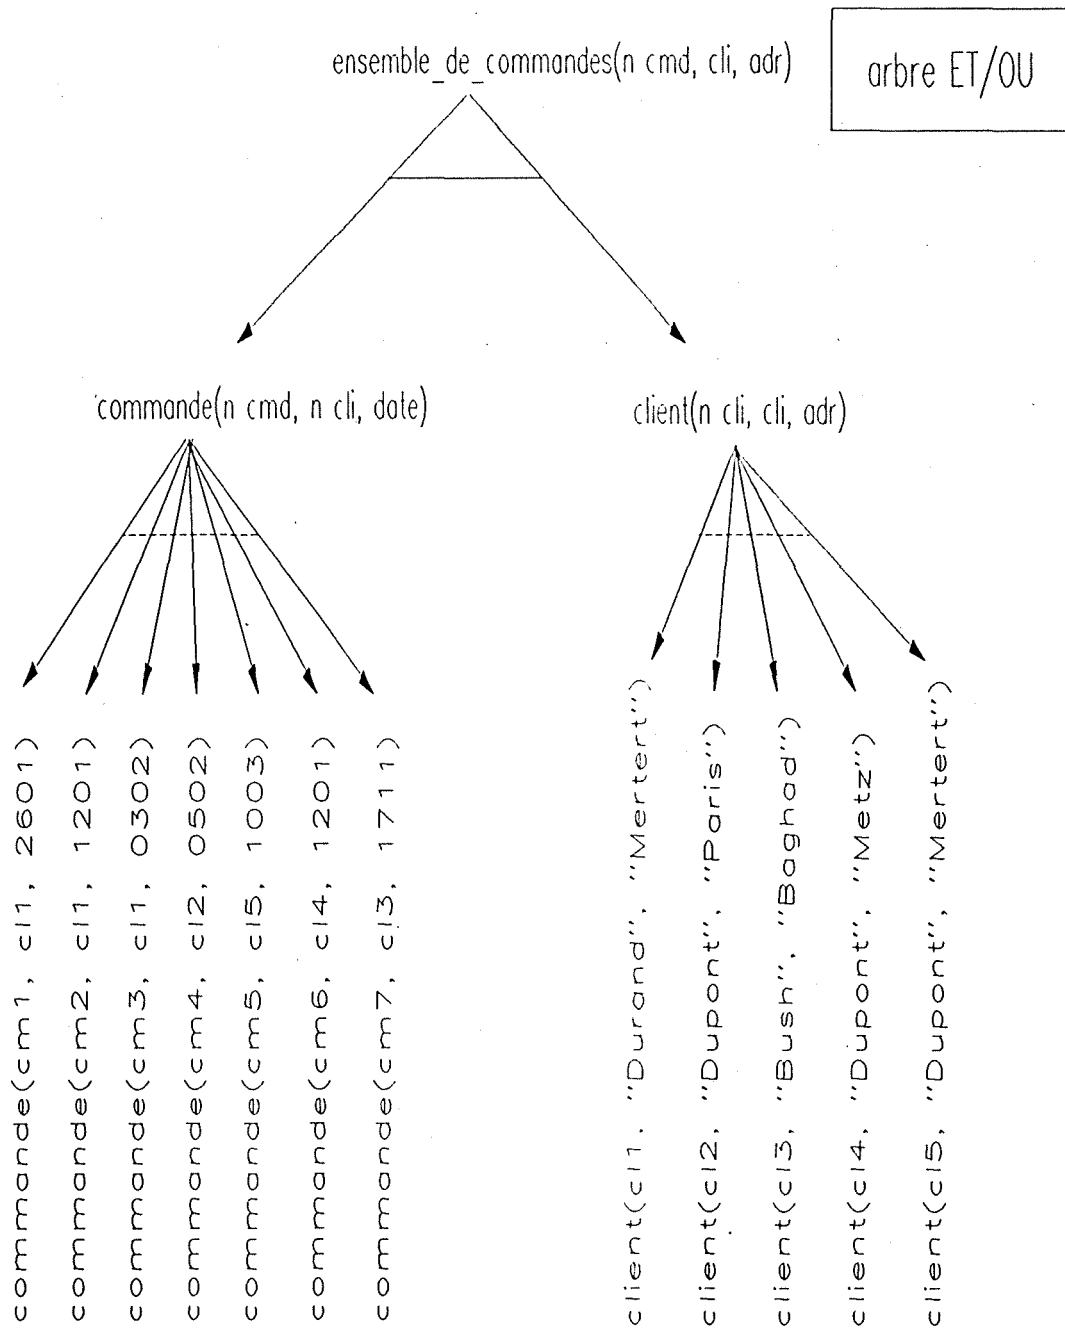 ensemble_de_commandes(n cmd, cli, adr)
arbre ET/OU
commande(n cmd, n cli, date)
client(n cli, cli, adr)
commande(cm1, cl1, 2601)
commande(cm2, cl1, 1201)
commande(cm3, cl1, 0302)
commande(cm4, cl2, 0502)
commande(cm5, cl5, 1003)
commande(cm6, cl4, 1201)
commande(cm7, cl3, 1711)
client(cl1, "Durand", "Mertert")
client(cl2, "Dupont", "Paris")
client(cl3, "Bush", "Baghad")
client(cl4, "Dupont", "Metz")
client(cl5, "Dupont", "Mertert")